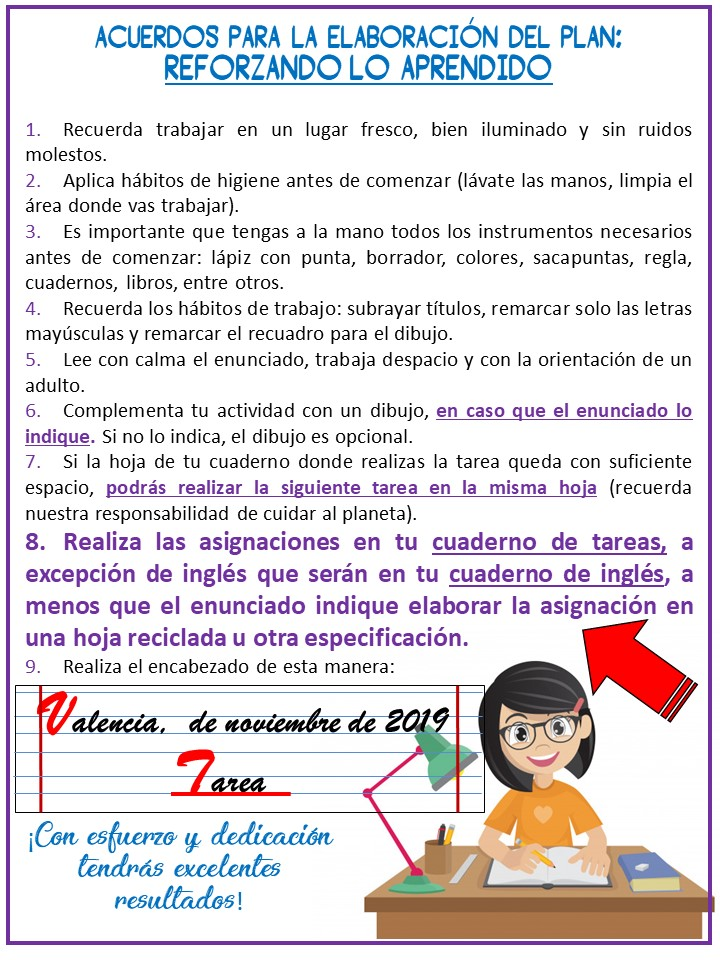 ACUERDOS PARA LA ELABORACIÓN DEL PLAN:
REFORZANDO LO APRENDIDO
1. Recuerda trabajar en un lugar fresco, bien iluminado y sin ruidos
molestos.
2. Aplica hábitos de higiene antes de comenzar (lávate las manos, limpia el
área donde vas trabajar).
3. Es importante que tengas a la mano todos los instrumentos necesarios
antes de comenzar: lápiz con punta, borrador, colores, sacapuntas, regla,
cuadernos, libros, entre otros.
4. Recuerda los hábitos de trabajo: subrayar títulos, remarcar solo las letras
mayúsculas y remarcar el recuadro para el dibujo.
5. Lee con calma el enunciado, trabaja despacio y con la orientación de un
adulto.
6. Complementa tu actividad con un dibujo, en caso que el enunciado lo
indique. Si no lo indica, el dibujo es opcional.
7. Si la hoja de tu cuaderno donde realizas la tarea queda con suficiente
espacio, podrás realizar la siguiente tarea en la misma hoja (recuerda
nuestra responsabilidad de cuidar al planeta).
8. Realiza las asignaciones en tu cuaderno de tareas, a
excepción de inglés que serán en tu cuaderno de inglés, a
menos que el enunciado indique elaborar la asignación en
una hoja reciclada u otra especificación.
9. Realiza el encabezado de esta manera:
Valencia, de noviembre de 2019
Tarea
¡Con esfuerzo y dedicación
tendrás excelentes
resultados!